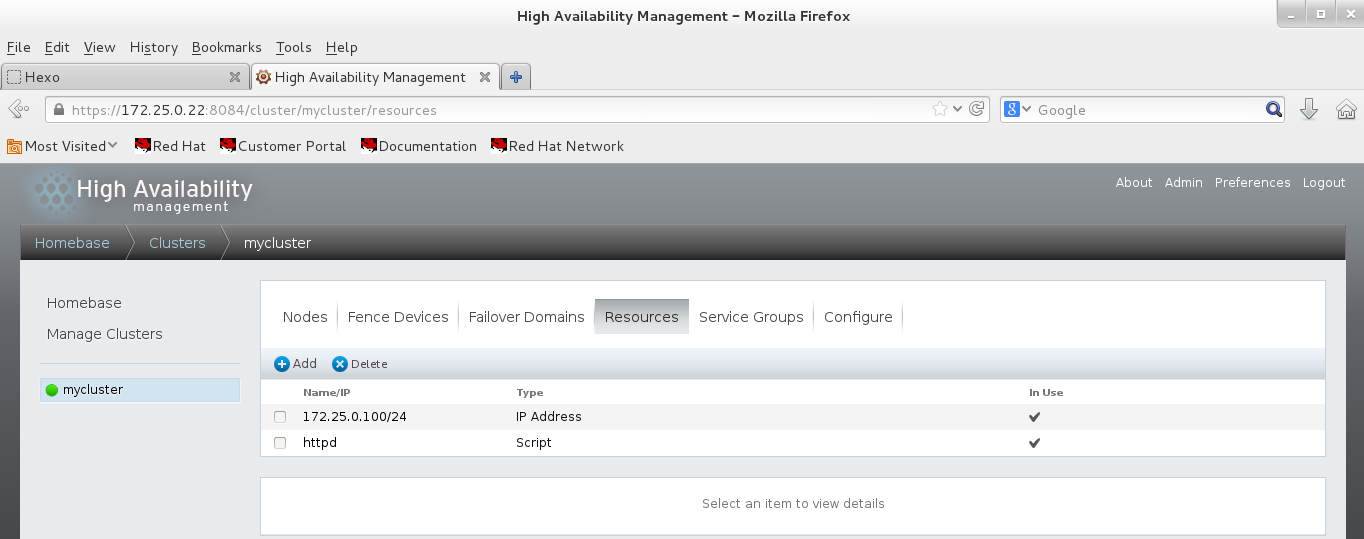 High Availability Management - Mozilla Firefox
File Edit View History Bookmarks Tools Help
Hexo
High Availability Management
https://172.25.0.22:8084/cluster/mycluster/resources
Google
Most Visited Red Hat Customer Portal Documentation Red Hat Network
High Availability
management
About Admin Preferences Logout
Homebase Clusters mycluster
Homebase
Manage Clusters
mycluster
Nodes Fence Devices Failover Domains Resources Service Groups Configure
Add Delete
Name/IP Type In Use
172.25.0.100/24 IP Address
httpd Script
Select an item to view details